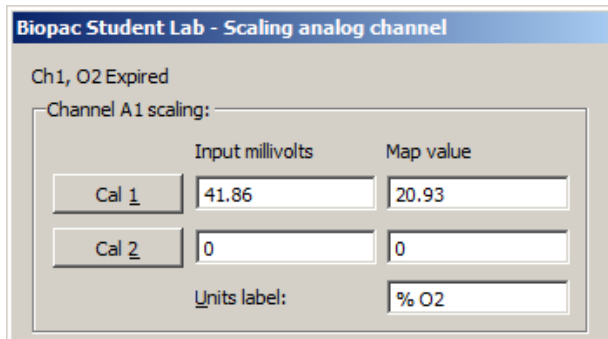 Biopac Student Lab - Scaling analog channel
Ch1, O2 Expired
Channel A1 scaling:
Input millivolts Map value
Cal 1 41.86 20.93
Cal 2 0 0
Units label: % O2